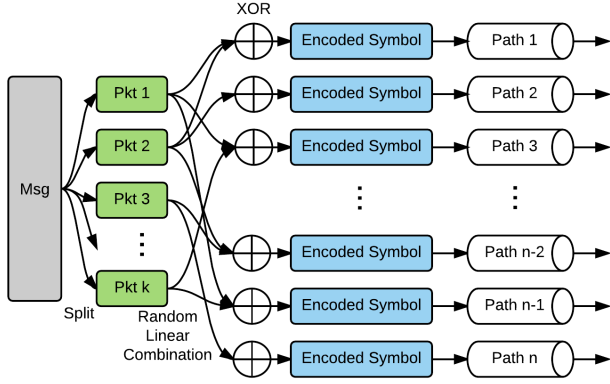 XOR
Encoded Symbol
Path 1
Pkt 1
Encoded Symbol
Path 2
Pkt 2
Encoded Symbol
Path 3
Msg
Pkt 3
Encoded Symbol
Path n-2
Pkt k
Encoded Symbol
Path n-1
Split
Random
Linear
Combination
Encoded Symbol
Path n